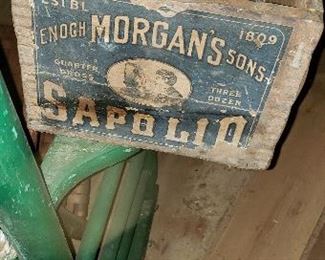 ESTBL 1809
ENOCH MORGAN'S SONS
QUARTER GROSS
THREE DOZEN
SAPOLIO